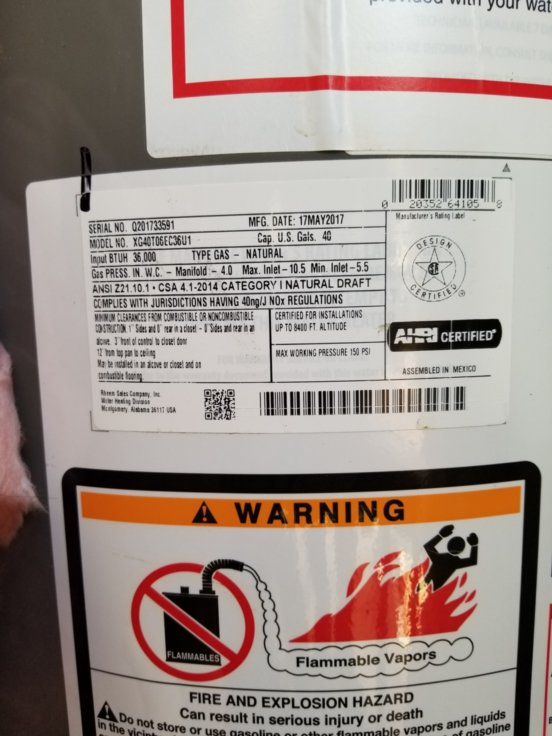 provided with your wat
0 20352 64105 8
Manufacturer's Rating Label
SERIAL NO. Q201733591 MFG. DATE: 17MAY2017
MODEL NO. XG40T06EC36U1 Cap. U.S. Gals. 40
Input BTUH 36,000 TYPE GAS - NATURAL
Gas PRESS. IN. W.C. - Manifold - 4.0 Max. Inlet - 10.5 Min. Inlet - 5.5
ANSI Z21.10.1 • CSA 4.1-2014 CATEGORY I NATURAL DRAFT
COMPLIES WITH JURISDICTIONS HAVING 40ng/J NOx REGULATIONS
MINIMUM CLEARANCES FROM COMBUSTIBLE OR NONCOMBUSTIBLE
CONSTRUCTION. 1" Sides and 0" rear in a closet - 0" Sides and rear in an
alcove. 3" front of control to closet door
12" from top pan to ceiling
May be installed in an alcove or closet and on
combustible flooring
CERTIFIED FOR INSTALLATIONS
UP TO 8400 FT. ALTITUDE
MAX WORKING PRESSURE 150 PSI
DESIGN
CERTIFIED
AHRI CERTIFIED®
ASSEMBLED IN MEXICO
Rheem Sales Company, Inc.
Water Heating Division
Montgomery, Alabama 36117 USA
WARNING
FLAMMABLES
Flammable Vapors
FIRE AND EXPLOSION HAZARD
Can result in serious injury or death
Do not store or use gasoline or other flammable vapors and liquids
in the vicin of gasoline